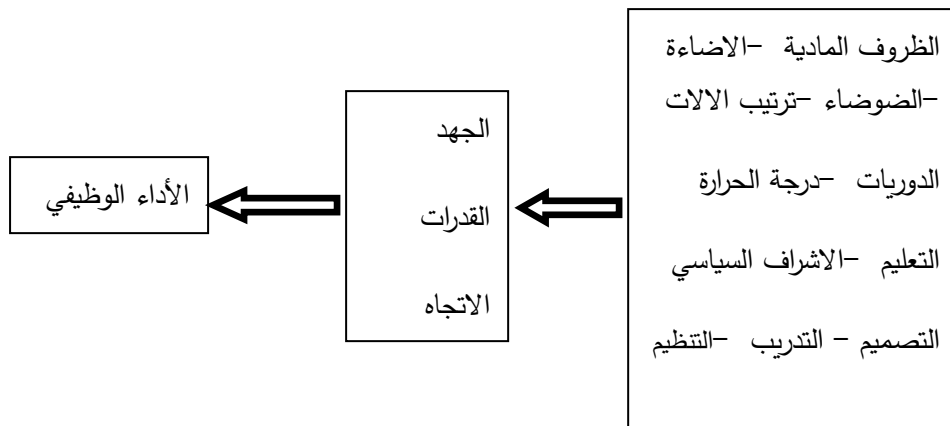 الظروف المادية –الاضاءة
–الضوضاء –ترتيب الالات
الدوريات –درجة الحرارة
التعليم –الاشراف السياسي
التصميم – التدريب –التنظيم
الجهد
القدرات
الاتجاه
الأداء الوظيفي